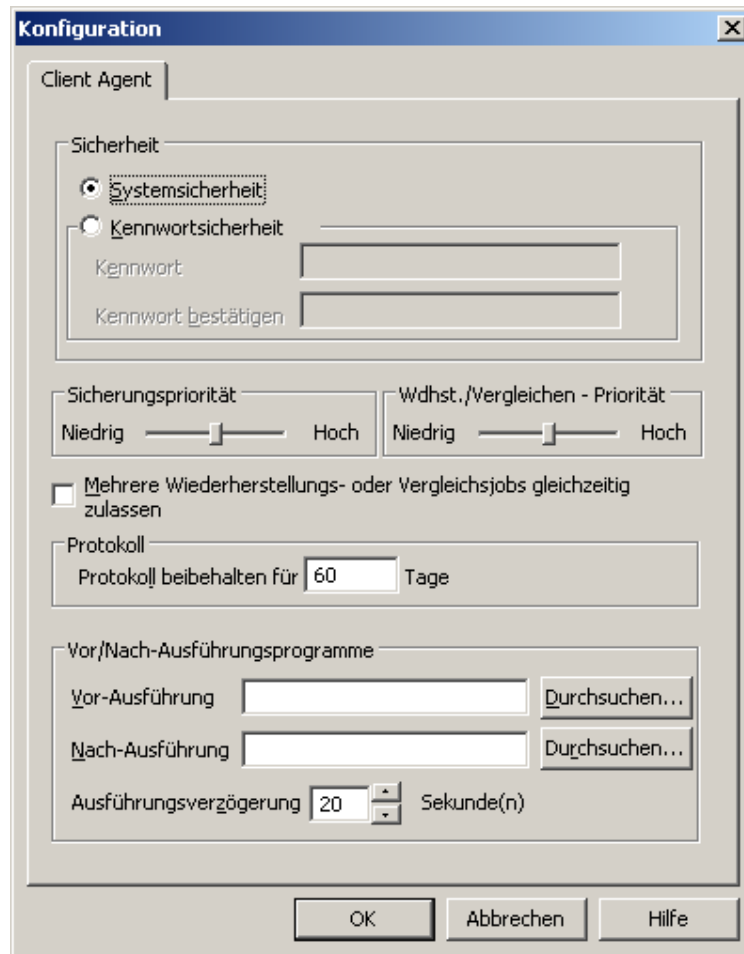 Konfiguration
Client Agent
Sicherheit
Systemsicherheit
Kennwortsicherheit
Kennwort
Kennwort bestätigen
Sicherungspriorität
Niedrig Hoch
Wdhst./Vergleichen - Priorität
Niedrig Hoch
Mehrere Wiederherstellungs- oder Vergleichsjobs gleichzeitig
zulassen
Protokoll
Protokoll beibehalten für 60 Tage
Vor/Nach-Ausführungsprogramme
Vor-Ausführung Durchsuchen...
Nach-Ausführung Durchsuchen...
Ausführungsverzögerung 20 Sekunde(n)
OK Abbrechen Hilfe